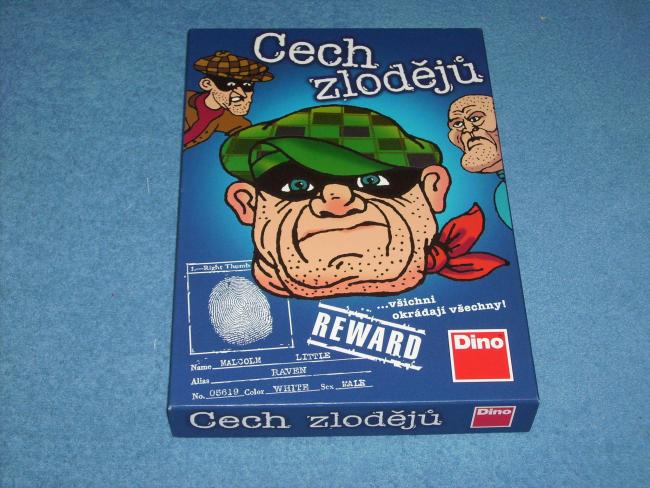 Cech
zlodějů
1.—Right Thumb
...všichni
okrádají všechny!
REWARD
Dino
Name MALCOLM LITTLE
Alias RAVEN
No. 05619 Color WHITE Sex MALE
Cech zlodějů
Dino